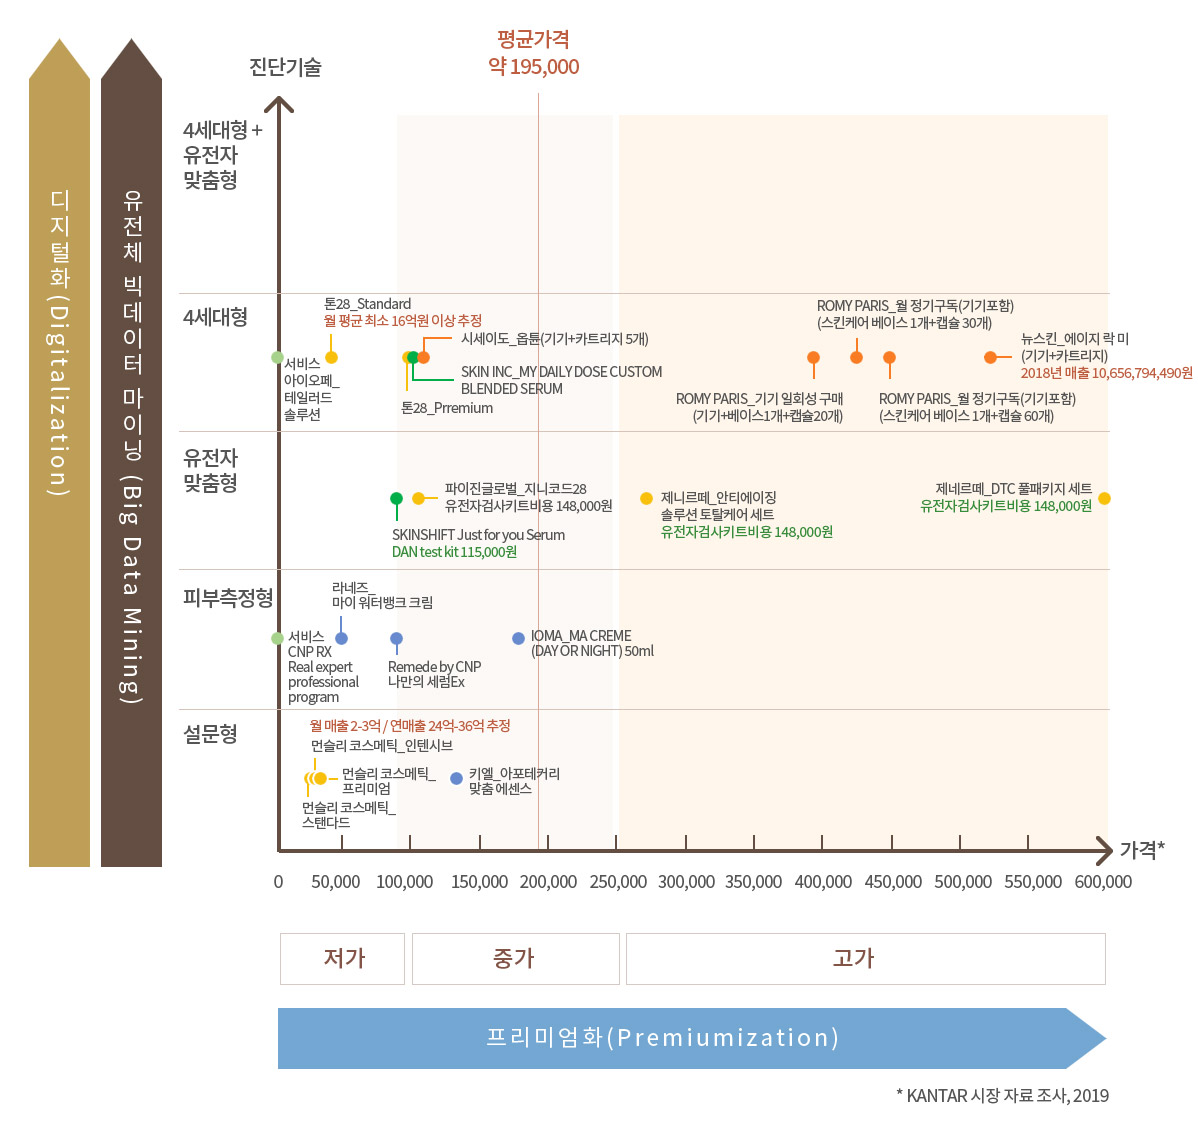 평균가격
약 195,000
진단기술
디지털화(Digitalization)
유전체 빅데이터 마이닝 (Big Data Mining)
4세대형 +
유전자
맞춤형
4세대형
톤28_Standard
월 평균 최소 16억원 이상 추정
시세이도_옵튠(기기+카트리지 5개)
서비스
아이오페_
테일러드
솔루션
SKIN INC_MY DAILY DOSE CUSTOM
BLENDED SERUM
톤28_Prremium
ROMY PARIS_월 정기구독(기기포함)
(스킨케어 베이스 1개+캡슐 30개)
뉴스킨_에이지 락 미
(기기+카트리지)
2018년 매출 10,656,794,490원
ROMY PARIS_기기 일회성 구매
(기기+베이스1개+캡슐20개)
ROMY PARIS_월 정기구독(기기포함)
(스킨케어 베이스 1개+캡슐 60개)
유전자
맞춤형
파이진글로벌_지니코드28
유전자검사키트비용 148,000원
SKINSHIFT Just for you Serum
DAN test kit 115,000원
제니르떼_안티에이징
솔루션 토탈케어 세트
유전자검사키트비용 148,000원
제네르떼_DTC 풀패키지 세트
유전자검사키트비용 148,000원
피부측정형
라네즈_
마이 워터뱅크 크림
서비스
CNP RX
Real expert
professional
program
Remede by CNP
나만의 세럼Ex
IOMA_MA CREME
(DAY OR NIGHT) 50ml
설문형
월 매출 2-3억 / 연매출 24억-36억 추정
먼슬리 코스메틱_인텐시브
먼슬리 코스메틱_
프리미엄
먼슬리 코스메틱_
스탠다드
키엘_아포테커리
맞춤 에센스
가격*
0 50,000 100,000 150,000 200,000 250,000 300,000 350,000 400,000 450,000 500,000 550,000 600,000
저가 중가 고가
프리미엄화(Premiumization)
* KANTAR 시장 자료 조사, 2019